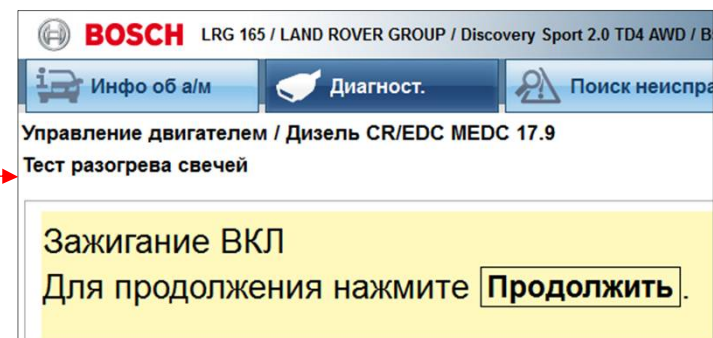 BOSCH LRG 165 / LAND ROVER GROUP / Discovery Sport 2.0 TD4 AWD /
Инфо об а/м Диагност. Поиск
Управление двигателем / Дизель CR/EDC MEDC 17.9
Тест разогрева свечей
Зажигание ВКЛ
Для продолжения нажмите Продолжить.